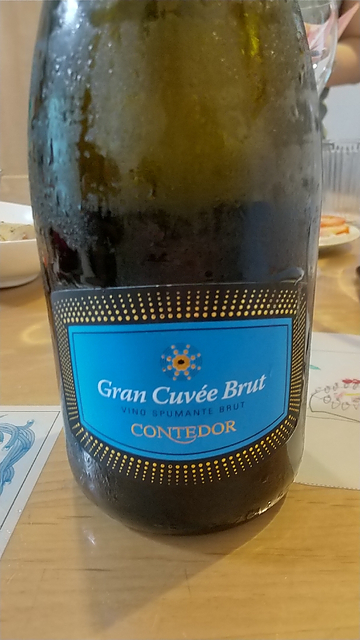 Gran Cuvée Brut
VINO SPUMANTE BRUT
CONTEDOR